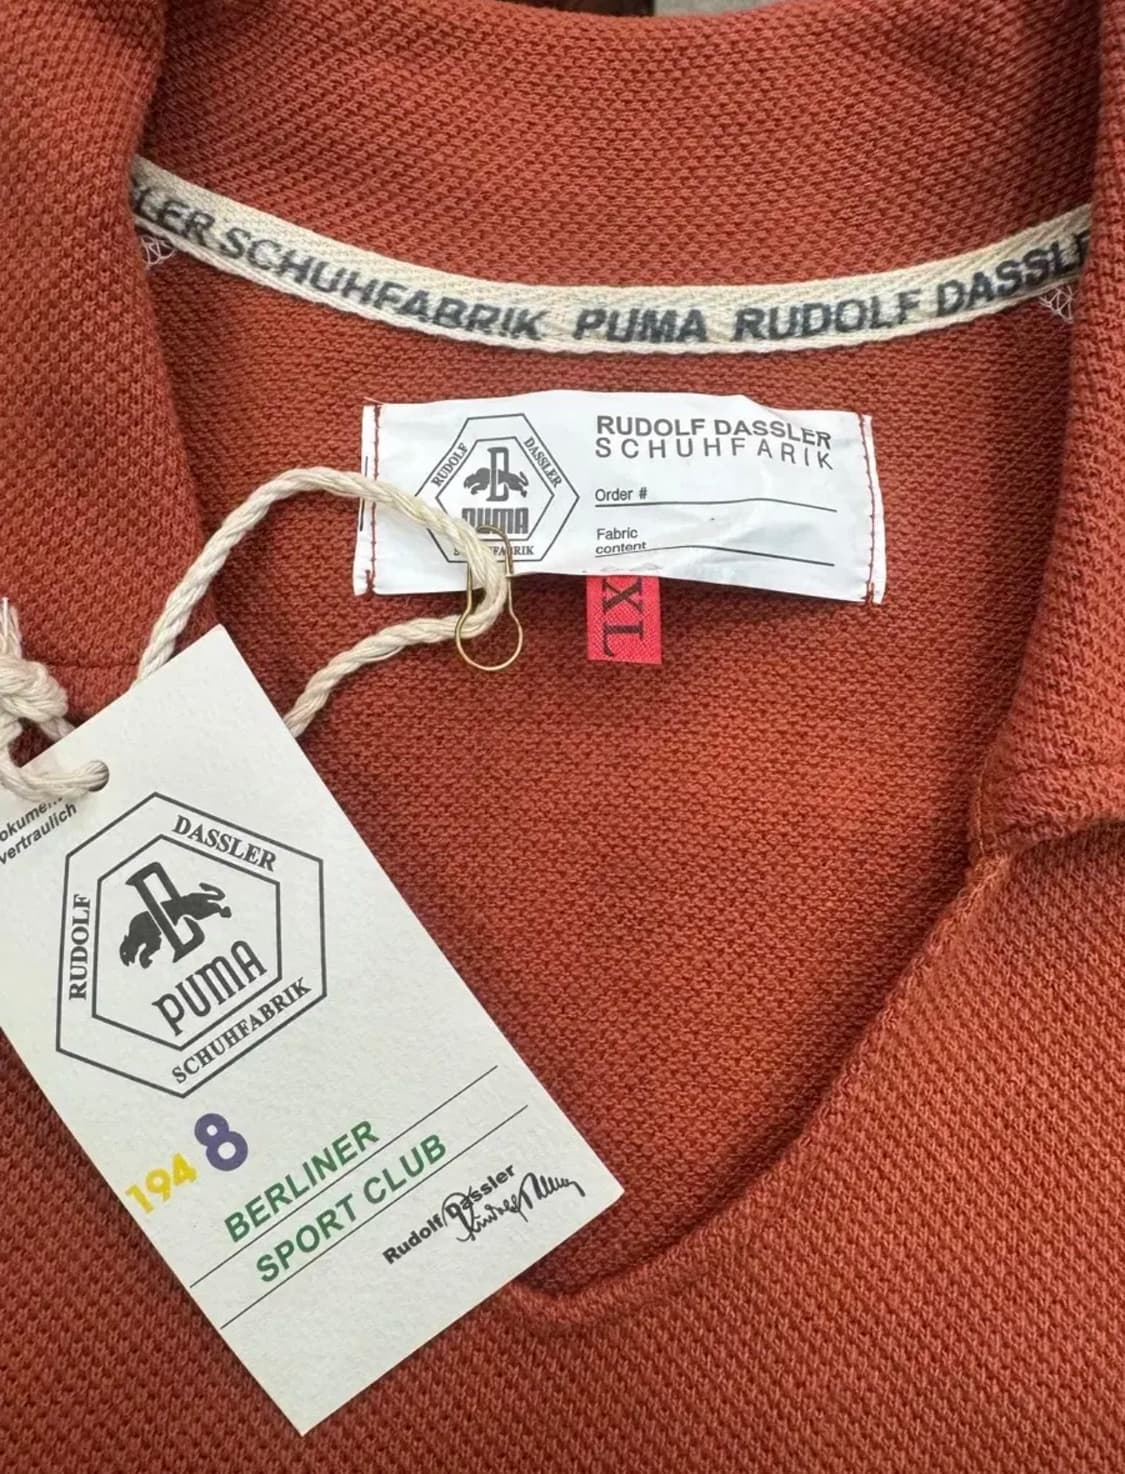 LER SCHUHFABRIK PUMA RUDOLF DASSLE
RUDOLF DASSLER
SCHUHFARIK
Order #
Fabric
content
RUDOLF
DASSLER
PUMA
XL
vertraulich
RUDOLF
DASSLER
PUMA
SCHUHFABRIK
1948
BERLINER
SPORT CLUB
Rudolf Dassler